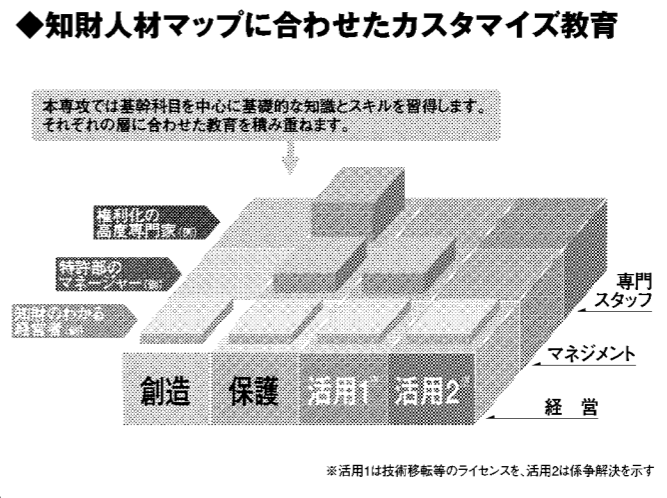 ◆知財人材マップに合わせたカスタマイズ教育
本専攻では基幹科目を中心に基礎的な知識とスキルを習得します。
それぞれの層に合わせた教育を積み重ねます。
権利化の
高度専門家(例)
特許部の
マネージャー(例)
知財のわかる
経営者(例)
専門
スタッフ
マネジメント
経 営
創造
保護
活用1※
活用2※
※活用1は技術移転等のライセンスを、活用2は係争解決を示す